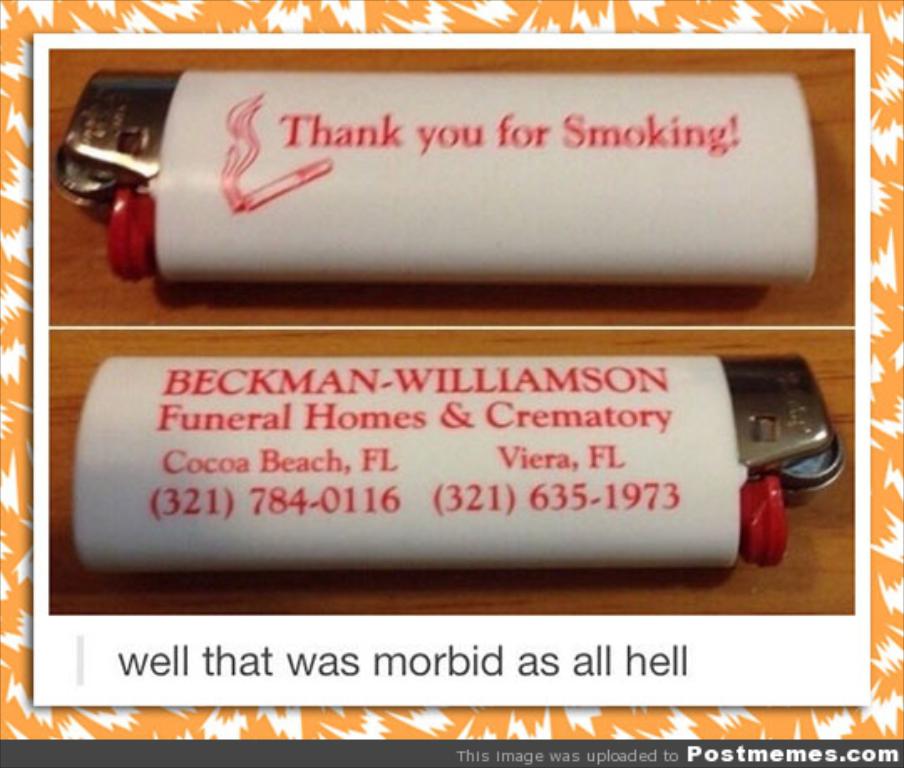 Thank you for Smoking!
BECKMAN-WILLIAMSON
Funeral Homes & Crematory
Cocoa Beach, FL Viera, FL
(321) 784-0116 (321) 635-1973
well that was morbid as all hell
This image was uploaded to Postmemes.com